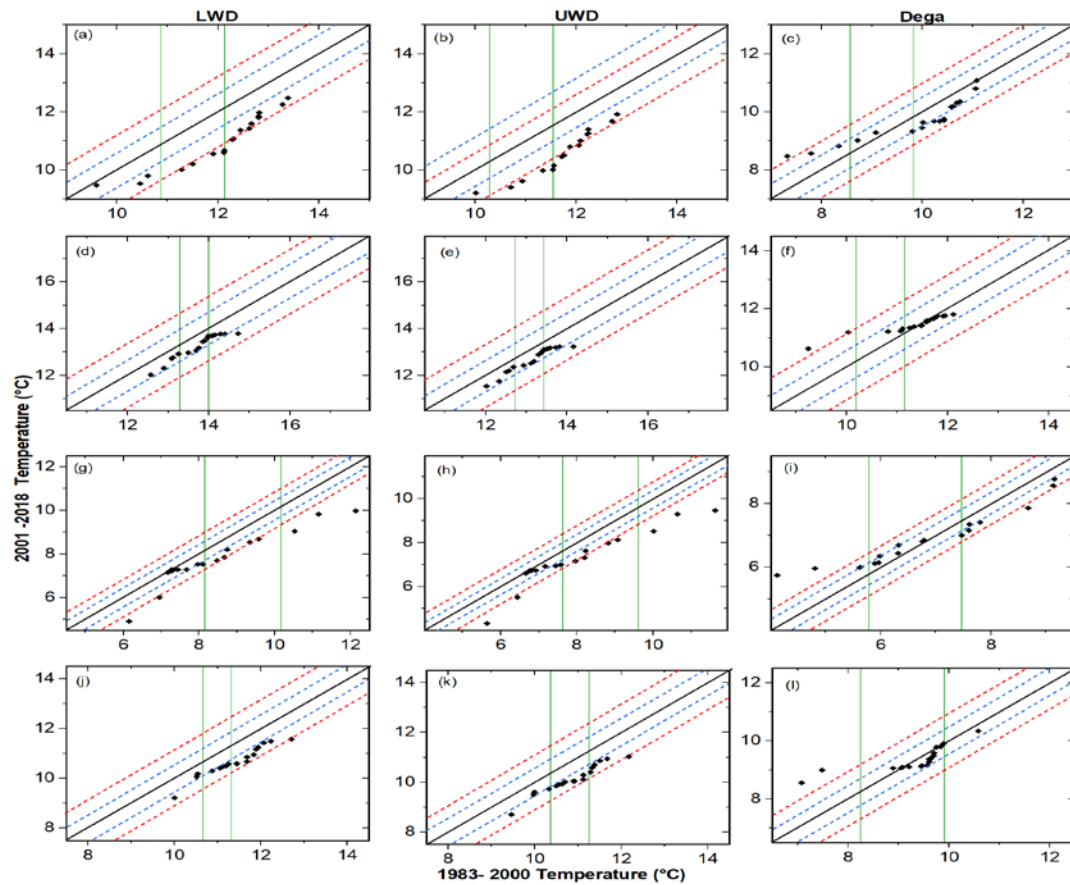 LWD UWD Dega
(a) (b) (c)
14 14 12
12 12 10
10 10 8
10 12 14 10 12 14 8 10 12
(d) (e) (f)
16 16 14
14 14 12
12 12 10
12 14 16 12 14 16 10 12 14
2001 -2018 Temperature (°C)
(g) (h) (i)
12 10 8
10 8 6
8 6
6
6 8 10 12 6 8 10 6 8
(j) (k) (l)
14 14 12
12 12 10
10 10 8
8 8
8 10 12 14 8 10 12 14 8 10 12
1983- 2000 Temperature (°C)